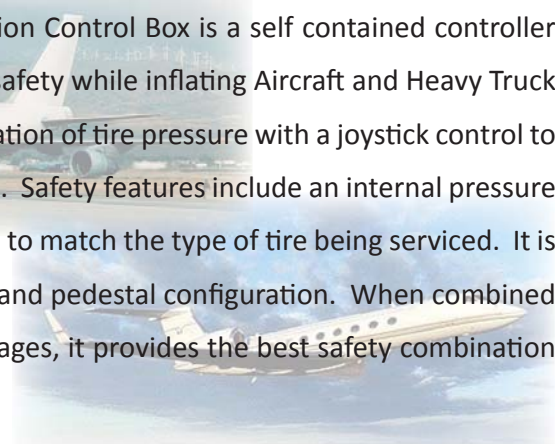 ion Control Box is a self contained controller
safety while inflating Aircraft and Heavy Truck
ation of tire pressure with a joystick control to
. Safety features include an internal pressure
to match the type of tire being serviced. It is
and pedestal configuration. When combined
ages, it provides the best safety combination